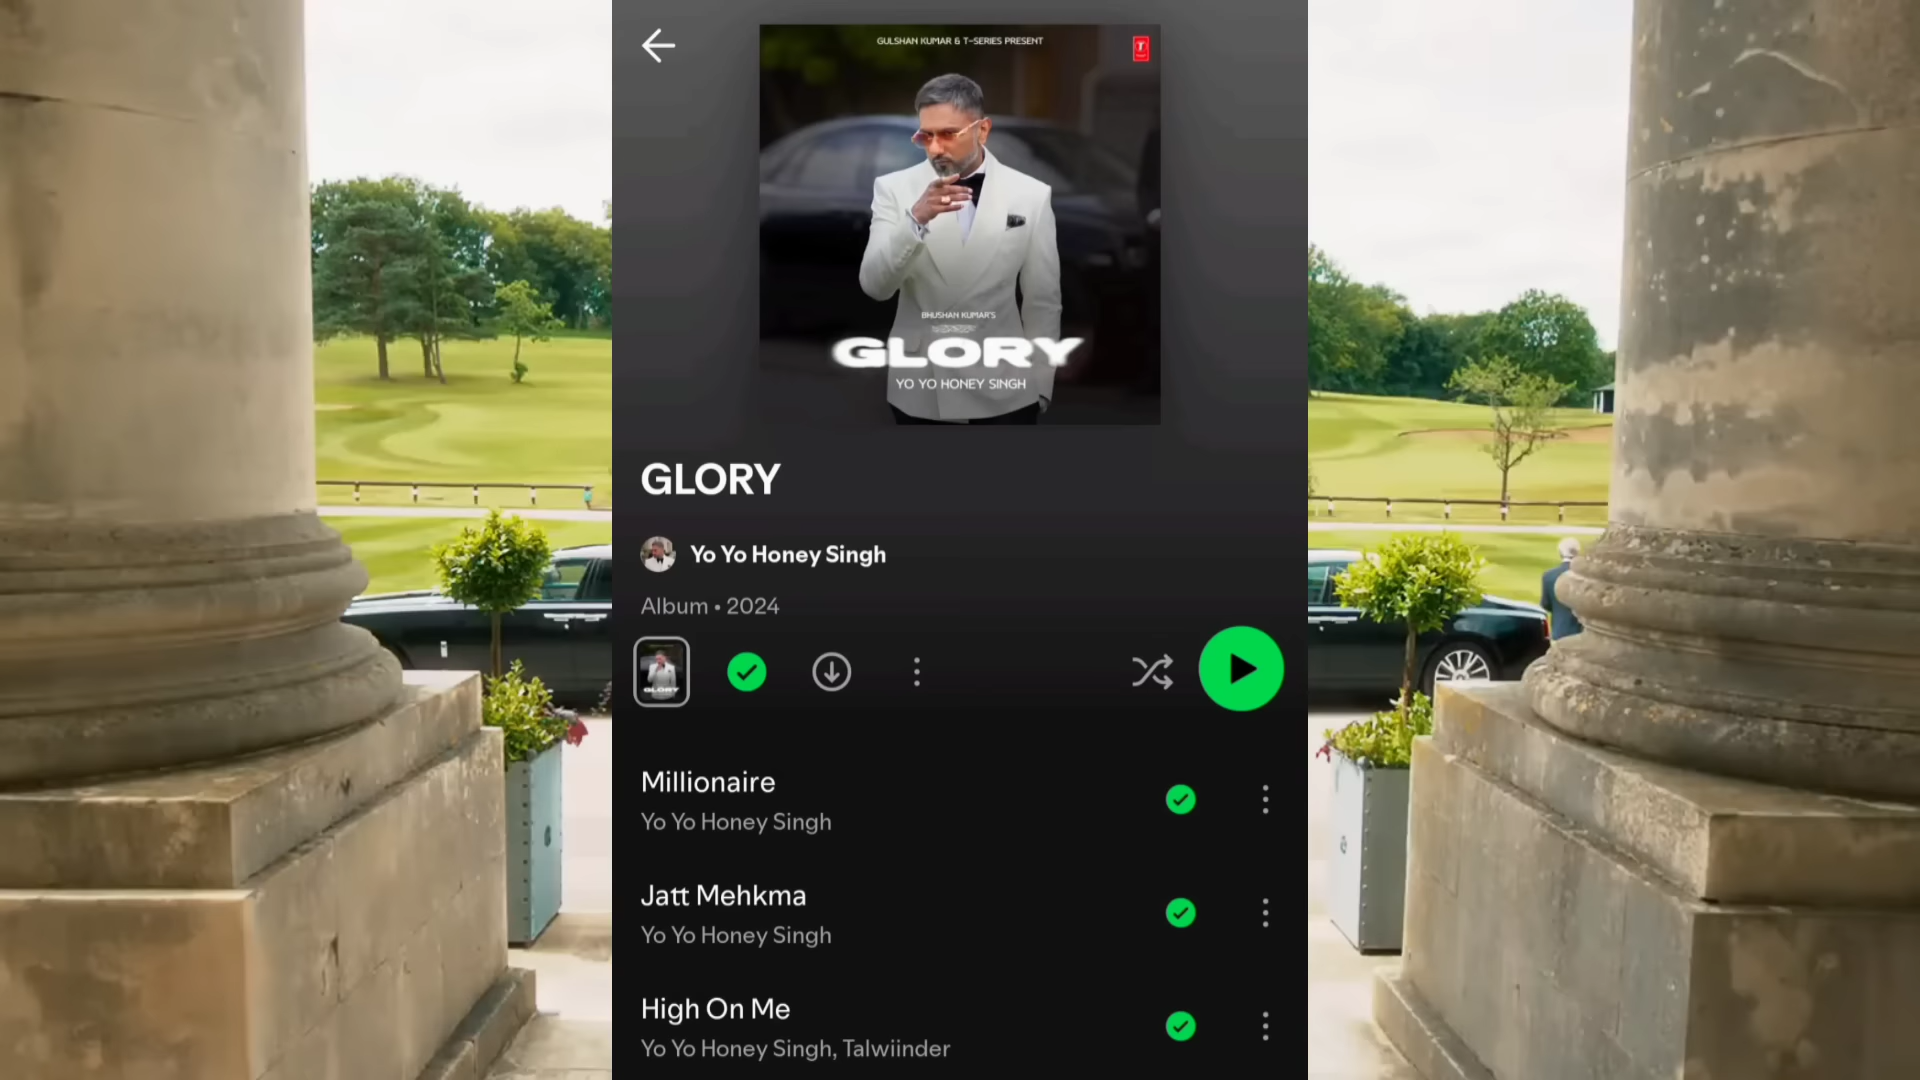 GULSHAN KUMAR & T-SERIES PRESENT
BHUSHAN KUMAR'S
GLORY
YO YO HONEY SINGH
GLORY
Yo Yo Honey Singh
Album • 2024
GLORY
Millionaire
Yo Yo Honey Singh
Jatt Mehkma
Yo Yo Honey Singh
High On Me
Yo Yo Honey Singh, Talwiinder